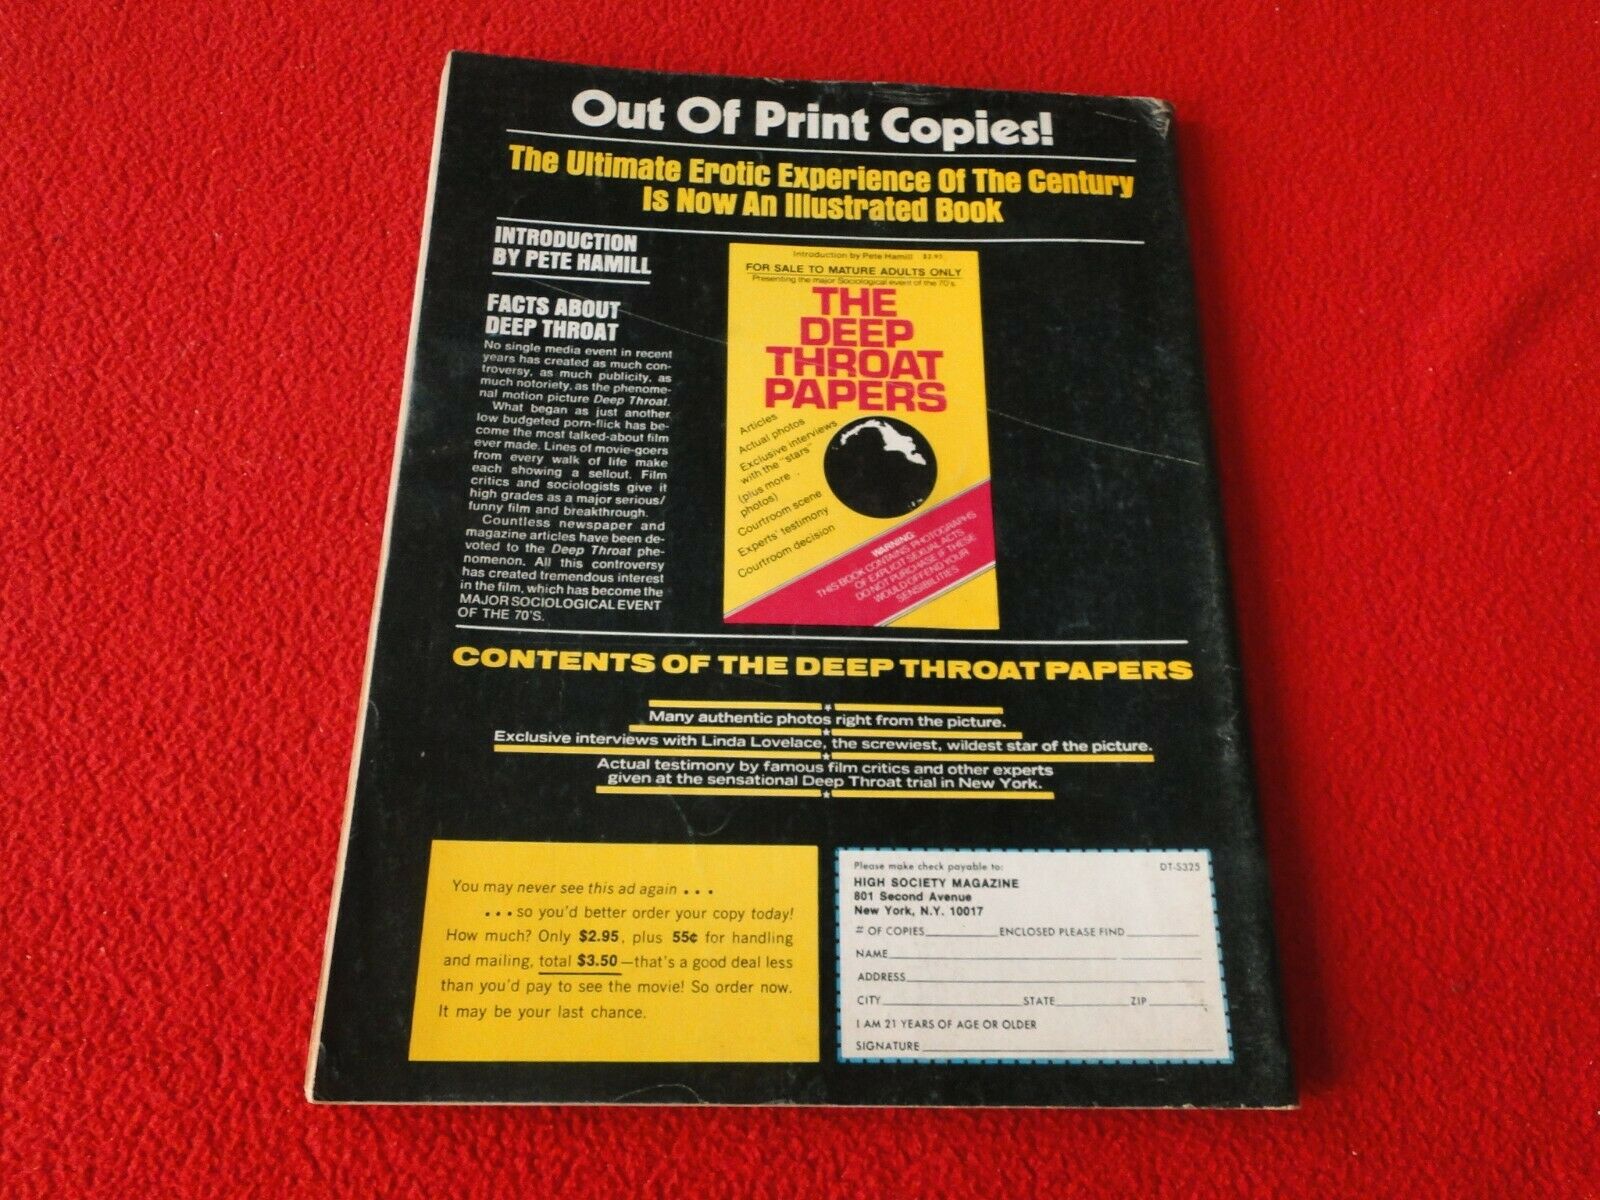 Out Of Print Copies!
The Ultimate Erotic Experience Of The Century
Is Now An Illustrated Book
INTRODUCTION
BY PETE HAMILL
FACTS ABOUT
DEEP THROAT
No single media event in recent
years has created as much con-
troversy, as much publicity, as
much notoriety, as the phenome-
nal motion picture Deep Throat.
What began as just another
low budgeted porn-flick has be-
come the most talked-about film
ever made. Lines of movie-goers
from every walk of life make
each showing a sellout. Film
critics and sociologists give it
high grades as a major serious/
funny film and breakthrough.
Countless newspaper and
magazine articles have been de-
voted to the Deep Throat phe-
nomenon. All this controversy
has created tremendous interest
in the film, which has become the
MAJOR SOCIOLOGICAL EVENT
OF THE 70'S.
Introduction by Pete Hamill $2.95
FOR SALE TO MATURE ADULTS ONLY
Presenting the major Sociological event of the 70's.
THE
DEEP
THROAT
PAPERS
Articles
Actual photos
Exclusive interviews
with the "stars"
(plus more
photos)
Courtroom scene
Experts' testimony
Courtroom decision
WARNING
THIS BOOK CONTAINS PHOTOGRAPHS
OF EXPLICIT SEXUAL ACTS
DO NOT PURCHASE IF THESE
WOULD OFFEND YOUR
SENSIBILITIES
CONTENTS OF THE DEEP THROAT PAPERS
Many authentic photos right from the picture.
Exclusive interviews with Linda Lovelace, the screwiest, wildest star of the picture.
Actual testimony by famous film critics and other experts
given at the sensational Deep Throat trial in New York.
You may never see this ad again . . .
. . . so you'd better order your copy today!
How much? Only $2.95, plus 55¢ for handling
and mailing, total $3.50—that's a good deal less
than you'd pay to see the movie! So order now.
It may be your last chance.
Please make check payable to: DT-S325
HIGH SOCIETY MAGAZINE
801 Second Avenue
New York, N.Y. 10017
# OF COPIES ENCLOSED PLEASE FIND
NAME
ADDRESS
CITY STATE ZIP
I AM 21 YEARS OF AGE OR OLDER
SIGNATURE